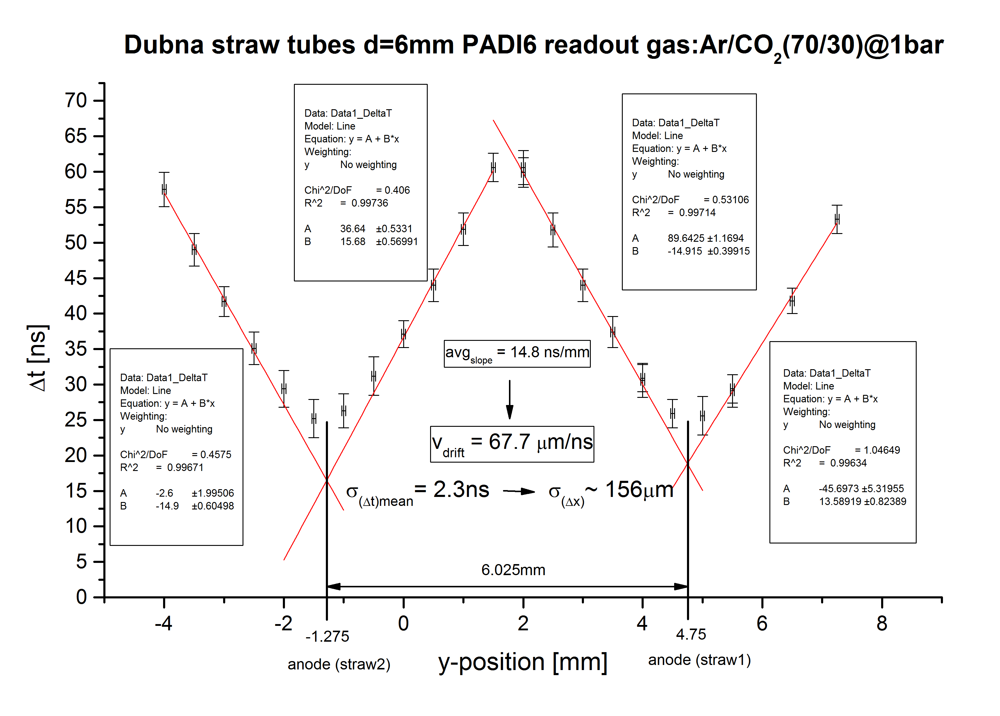 Dubna straw tubes d=6mm PADI6 readout gas:Ar/CO₂(70/30)@1bar
70
65
60
55
50
45
40
35
30
25
20
15
10
5
0
Δt [ns]
Data: Data1_DeltaT
Model: Line
Equation: y = A + B*x
Weighting:
y No weighting
Chi^2/DoF = 0.406
R^2 = 0.99736
A 36.64 ±0.5331
B 15.68 ±0.56991
Data: Data1_DeltaT
Model: Line
Equation: y = A + B*x
Weighting:
y No weighting
Chi^2/DoF = 0.53106
R^2 = 0.99714
A 89.6425 ±1.1694
B -14.915 ±0.39915
Data: Data1_DeltaT
Model: Line
Equation: y = A + B*x
Weighting:
y No weighting
Chi^2/DoF = 0.4575
R^2 = 0.99671
A -2.6 ±1.99506
B -14.9 ±0.60498
avg_slope = 14.8 ns/mm
v_drift = 67.7 μm/ns
σ_(Δt)mean = 2.3ns → σ_(Δx) ~ 156μm
Data: Data1_DeltaT
Model: Line
Equation: y = A + B*x
Weighting:
y No weighting
Chi^2/DoF = 1.04649
R^2 = 0.99634
A -45.6973 ±5.31955
B 13.58919 ±0.82389
6.025mm
-4 -2 0 2 4 6 8
-1.275 4.75
anode (straw2) y-position [mm] anode (straw1)